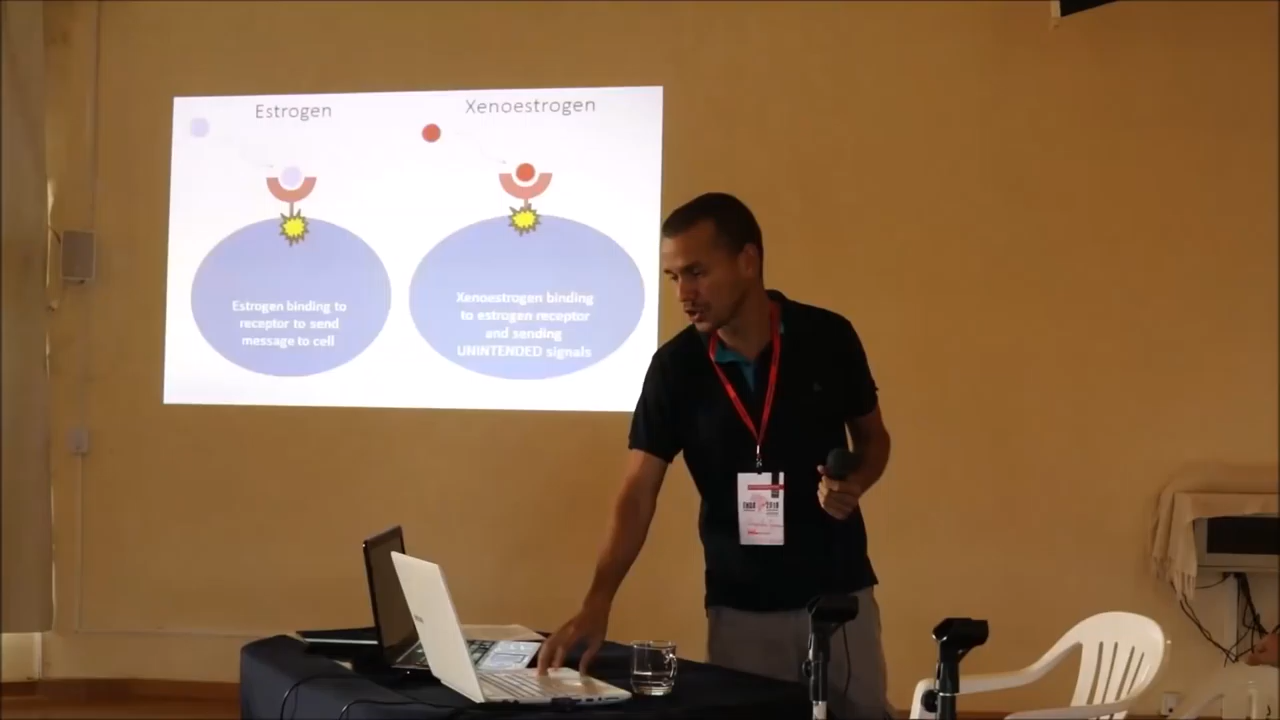 Estrogen
Xenoestrogen
Estrogen binding to
receptor to send
message to cell
Xenoestrogen binding
to estrogen receptor
and sending
UNINTENDED signals
2018